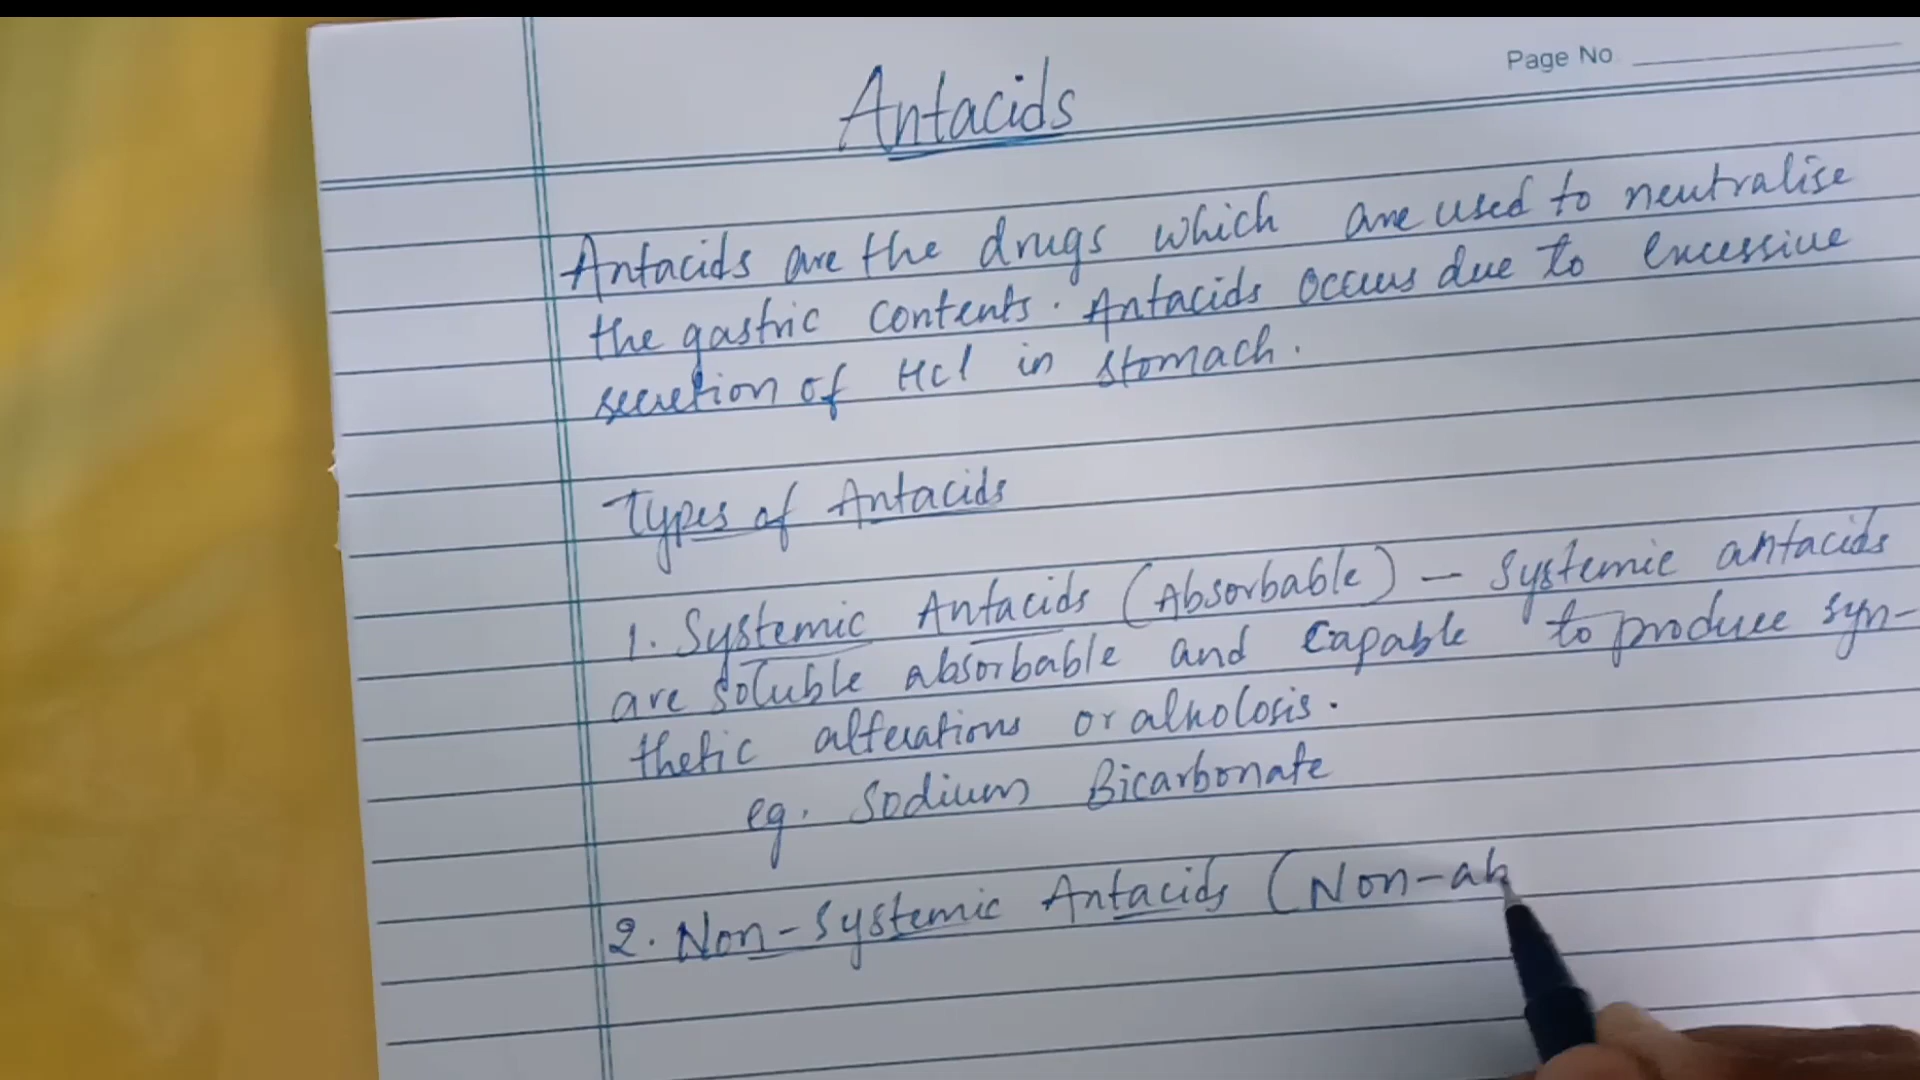 Page No
Antacids
Antacids are the drugs which are used to neutralise
the gastric contents. Antacids occurs due to excessive
secretion of Hcl in stomach.
Types of Antacids
1. Systemic Antacids (Absorbable) — Systemic antacids
are soluble absorbable and capable to produce syn-
thetic alterations or alkolosis.
eg. Sodium Bicarbonate
2. Non-Systemic Antacids (Non-ab